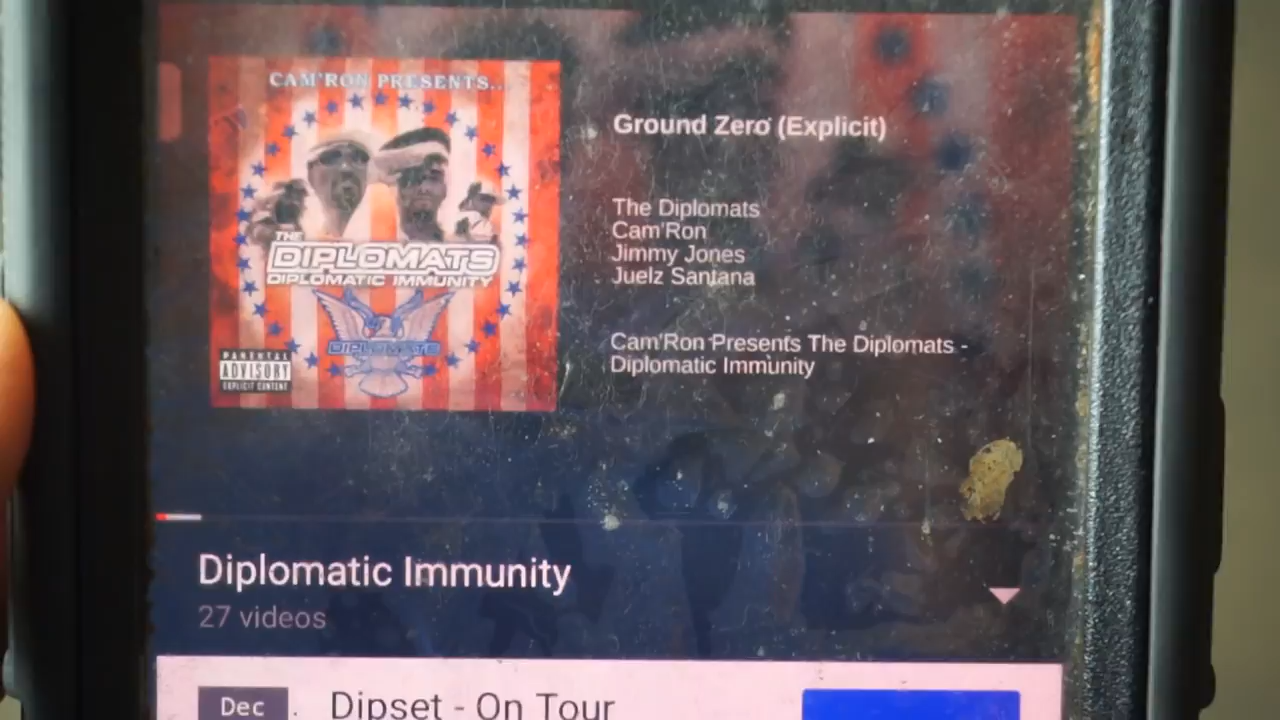 CAM'RON PRESENTS...
THE
DIPLOMATS
DIPLOMATIC IMMUNITY
DIPLOMATS
PARENTAL
ADVISORY
EXPLICIT CONTENT
Ground Zero (Explicit)
The Diplomats
Cam'Ron
Jimmy Jones
Juelz Santana
Cam'Ron Presents The Diplomats -
Diplomatic Immunity
Diplomatic Immunity
27 videos
Dec
Dipset - On Tour